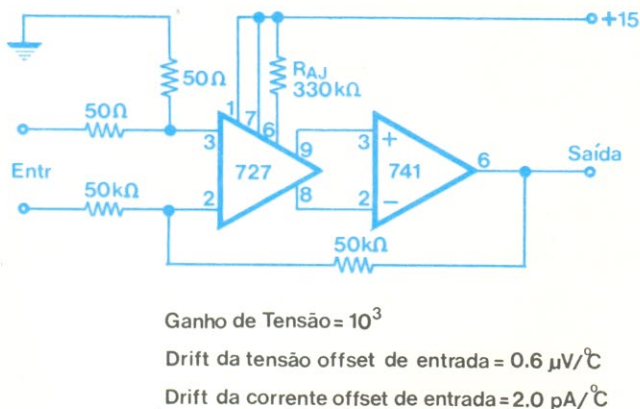 +15
50Ω
R_AJ
330kΩ
50Ω
1
7
6
3
9
3
+
Entr
727
741
6
Saída
50kΩ
2
8
2
−
50kΩ
Ganho de Tensão= 10³
Drift da tensão offset de entrada= 0.6 µV/°C
Drift da corrente offset de entrada=2.0 pA/°C